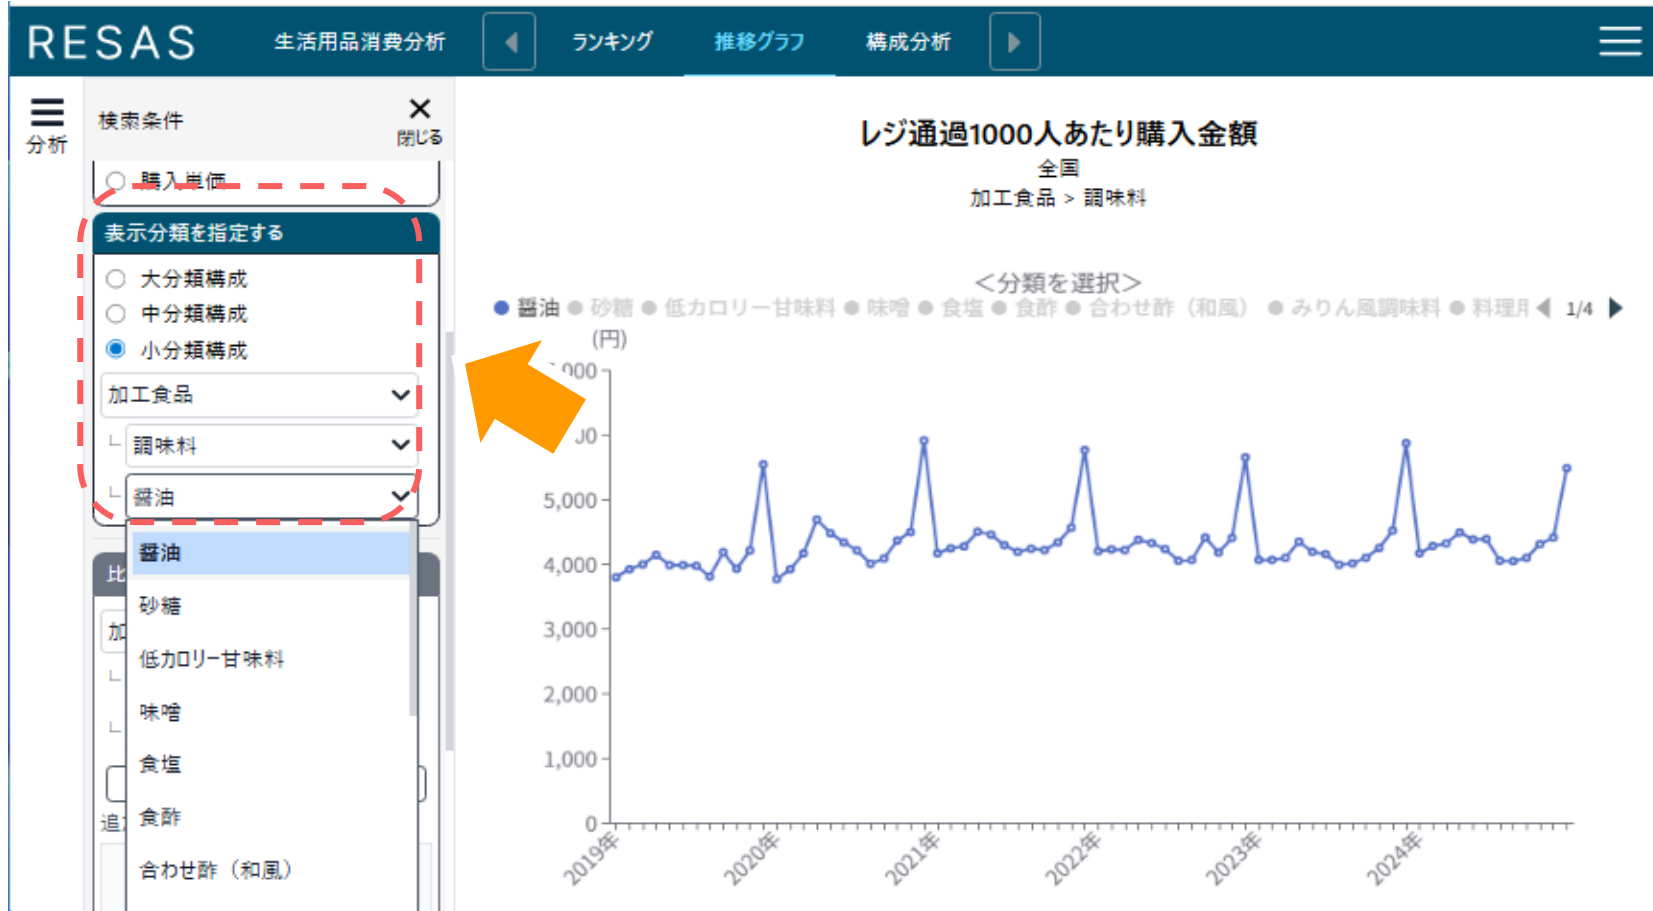 RESAS 生活用品消費分析 ランキング 推移グラフ 構成分析
分析
検索条件
閉じる
購入単価
表示分類を指定する
大分類構成
中分類構成
小分類構成
加工食品
調味料
醤油
醤油
砂糖
低カロリー甘味料
味噌
食塩
食酢
合わせ酢（和風）
比
加
追
レジ通過1000人あたり購入金額
全国
加工食品 > 調味料
＜分類を選択＞
醤油 砂糖 低カロリー甘味料 味噌 食塩 食酢 合わせ酢（和風） みりん風調味料 料理用 1/4
(円)
,000
00
5,000
4,000
3,000
2,000
1,000
0
2019年 2020年 2021年 2022年 2023年 2024年